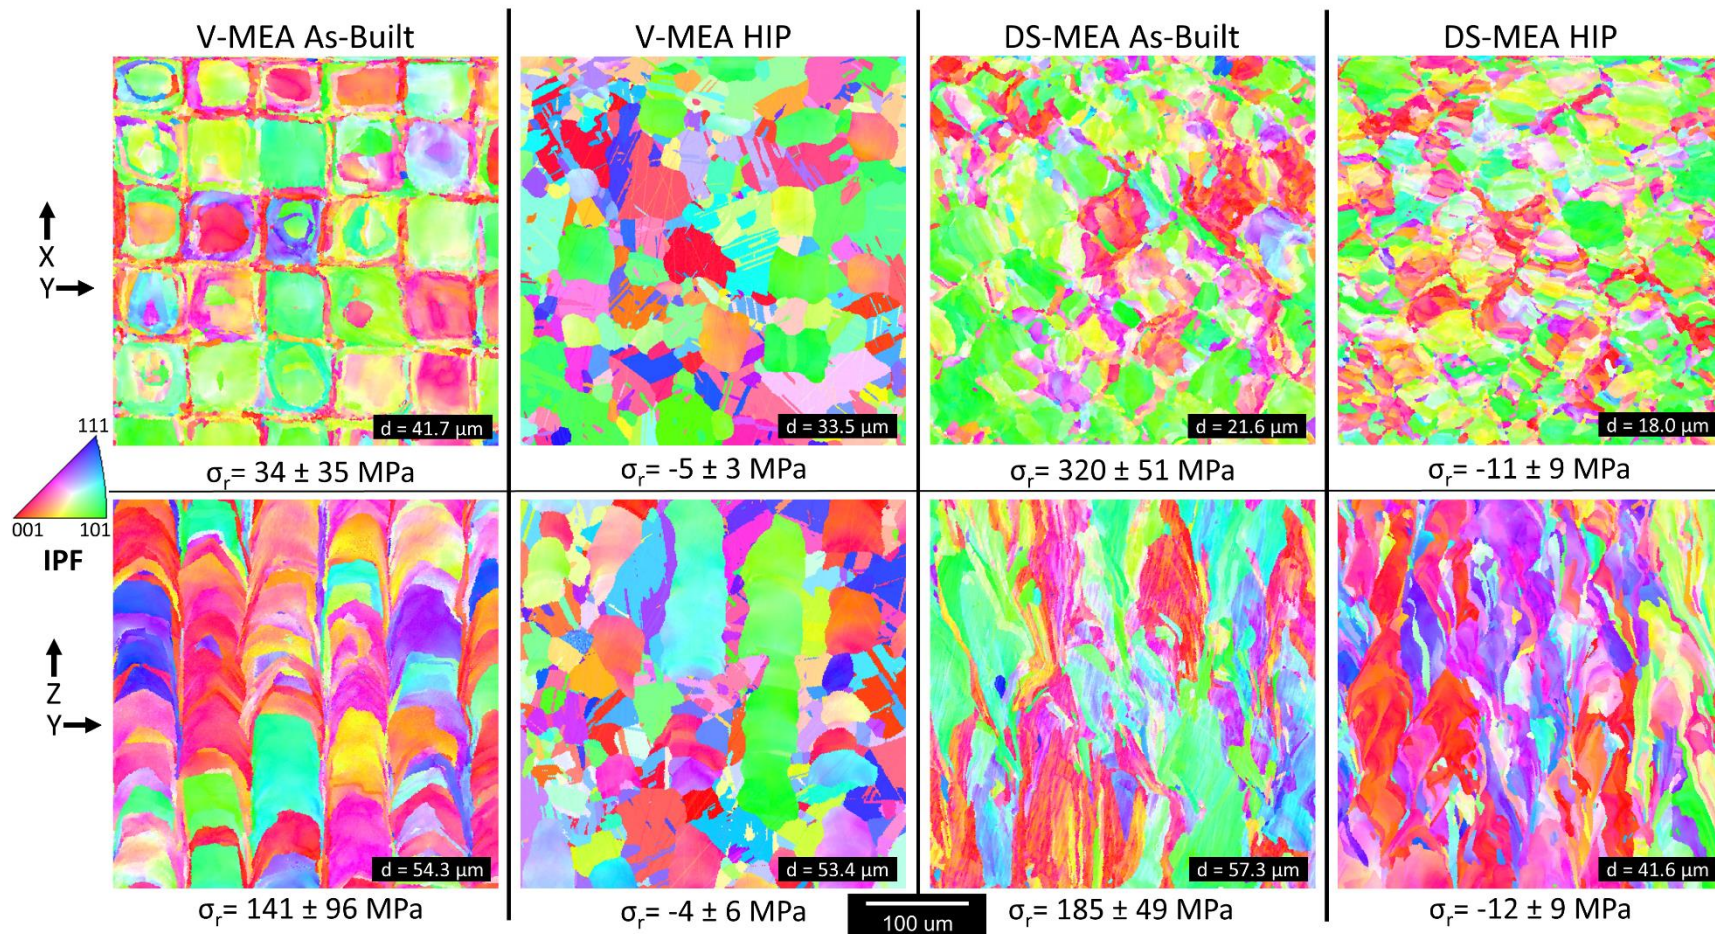 V-MEA As-Built
V-MEA HIP
DS-MEA As-Built
DS-MEA HIP
X
Y
d = 41.7 µm
d = 33.5 µm
d = 21.6 µm
d = 18.0 µm
σr= 34 ± 35 MPa
σr= -5 ± 3 MPa
σr= 320 ± 51 MPa
σr= -11 ± 9 MPa
111
001 101
IPF
Z
Y
d = 54.3 µm
d = 53.4 µm
d = 57.3 µm
d = 41.6 µm
σr= 141 ± 96 MPa
σr= -4 ± 6 MPa
100 um
σr= 185 ± 49 MPa
σr= -12 ± 9 MPa